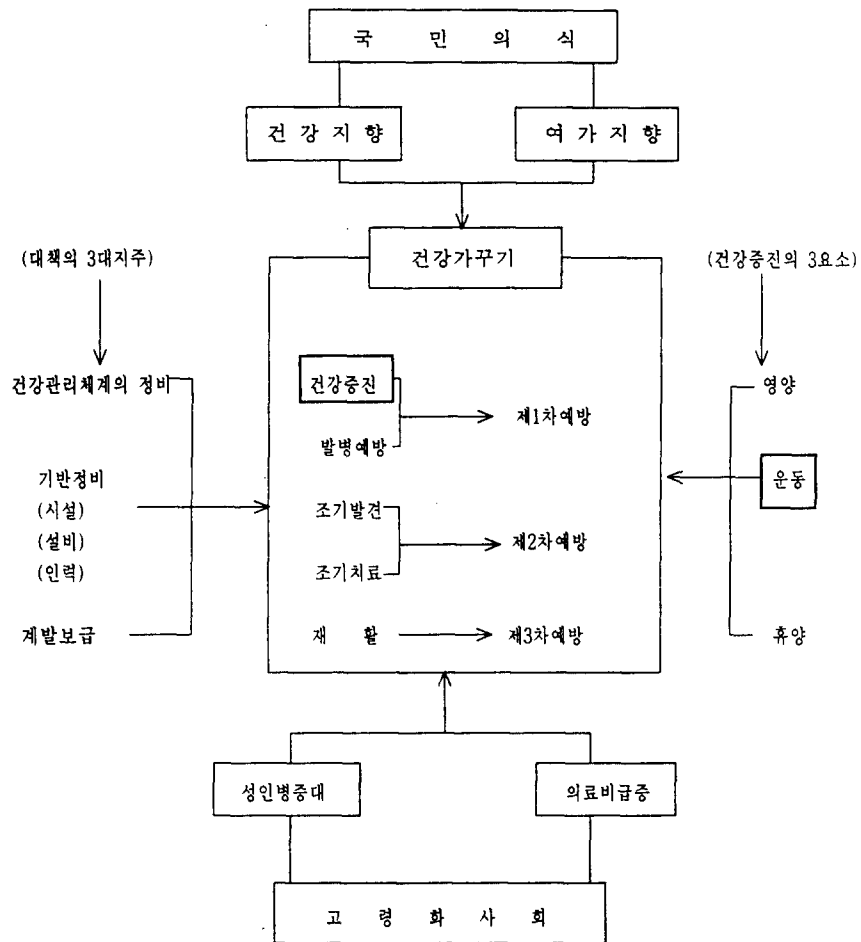 국 민 의 식
건 강 지 향
여 가 지 향
건강가꾸기
(대책의 3대지주)
(건강증진의 3요소)
건강관리체계의 정비
건강증진
영양
제1차예방
발병예방
기반정비
운동
(시설)
조기발견
(설비)
제2차예방
(인력)
조기치료
계발보급
재 활
제3차예방
휴양
성인병증대
의료비급증
고 령 화 사 회